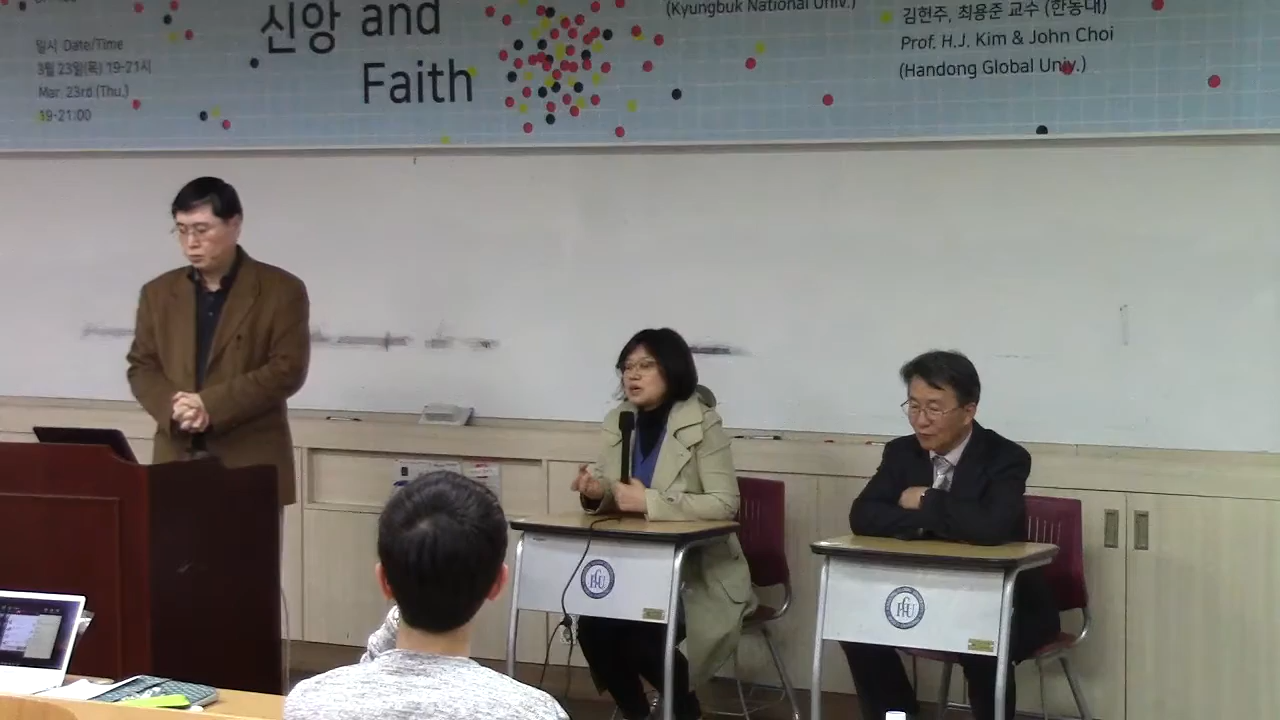 일시 Date/Time
3월 23일(목) 19-21시
Mar. 23rd (Thu.)
19-21:00
신앙 and
Faith
(Kyungbuk National Univ.)
김현주, 최용준 교수 (한동대)
Prof. H.J. Kim & John Choi
(Handong Global Univ.)